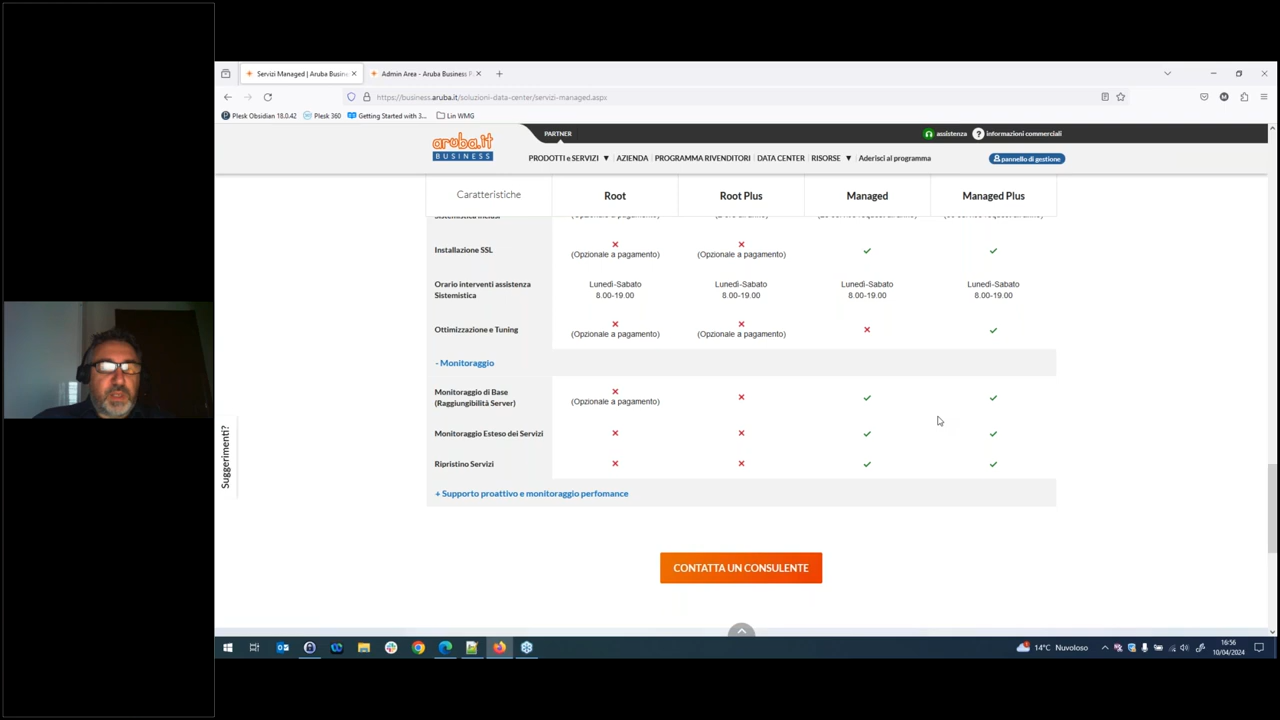 Servizi Managed | Aruba Busin
Admin Area - Aruba Business P
https://business.aruba.it/soluzioni-data-center/servizi-managed.aspx
Plesk Obsidian 18.0.42
Plesk 360
Getting Started with 3...
Lin WMG
aruba.it
BUSINESS
PARTNER
assistenza
informazioni commerciali
PRODOTTI e SERVIZI
AZIENDA
PROGRAMMA RIVENDITORI
DATA CENTER
RISORSE
Aderisci al programma
pannello di gestione
Caratteristiche
Root
Root Plus
Managed
Managed Plus
Installazione SSL
(Opzionale a pagamento)
(Opzionale a pagamento)
Orario interventi assistenza
Sistemistica
Lunedì-Sabato
8.00-19.00
Lunedì-Sabato
8.00-19.00
Lunedì-Sabato
8.00-19.00
Lunedì-Sabato
8.00-19.00
Ottimizzazione e Tuning
(Opzionale a pagamento)
(Opzionale a pagamento)
- Monitoraggio
Monitoraggio di Base
(Raggiungibilità Server)
(Opzionale a pagamento)
Monitoraggio Esteso dei Servizi
Ripristino Servizi
+ Supporto proattivo e monitoraggio perfomance
CONTATTA UN CONSULENTE
Suggerimenti?
14°C Nuvoloso
16:56
10/04/2024